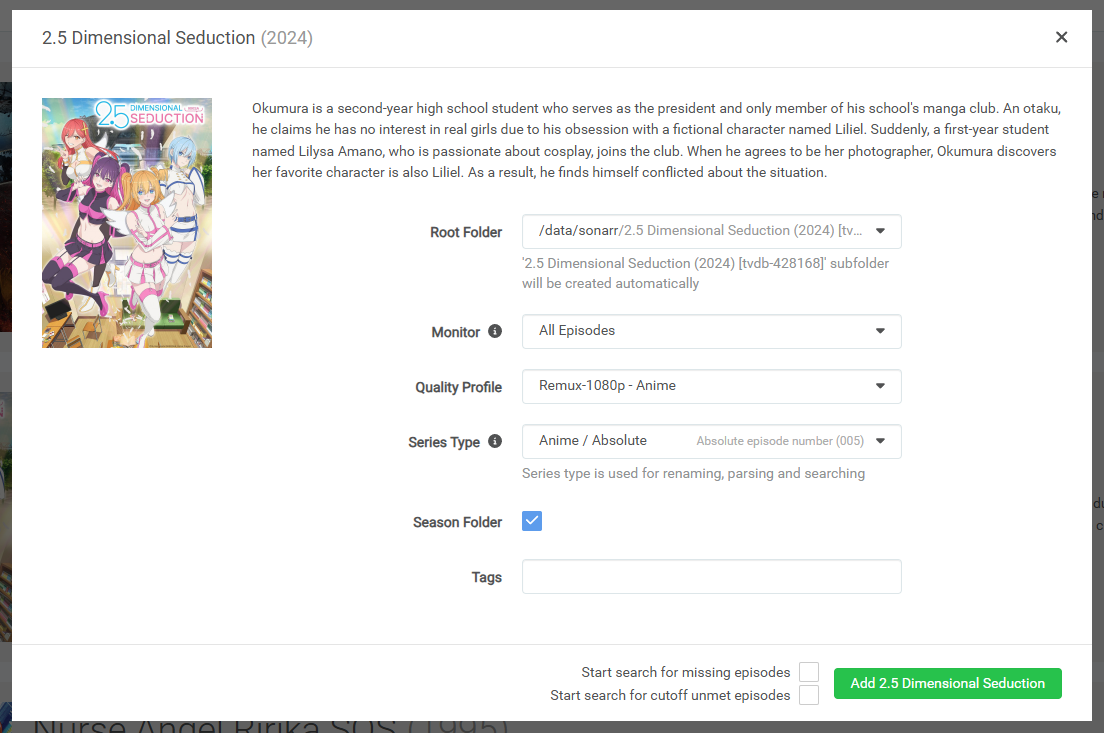 2.5 Dimensional Seduction (2024)
2.5 DIMENSIONAL
SEDUCTION
Okumura is a second-year high school student who serves as the president and only member of his school's manga club. An otaku,
he claims he has no interest in real girls due to his obsession with a fictional character named Liliel. Suddenly, a first-year student
named Lilysa Amano, who is passionate about cosplay, joins the club. When he agrees to be her photographer, Okumura discovers
her favorite character is also Liliel. As a result, he finds himself conflicted about the situation.
Root Folder
/data/sonarr/2.5 Dimensional Seduction (2024) [tv...
'2.5 Dimensional Seduction (2024) [tvdb-428168]' subfolder
will be created automatically
Monitor
All Episodes
Quality Profile
Remux-1080p - Anime
Series Type
Anime / Absolute Absolute episode number (005)
Series type is used for renaming, parsing and searching
Season Folder
Tags
Start search for missing episodes
Start search for cutoff unmet episodes
Add 2.5 Dimensional Seduction
Nurse Angel Ririka SOS (1995)